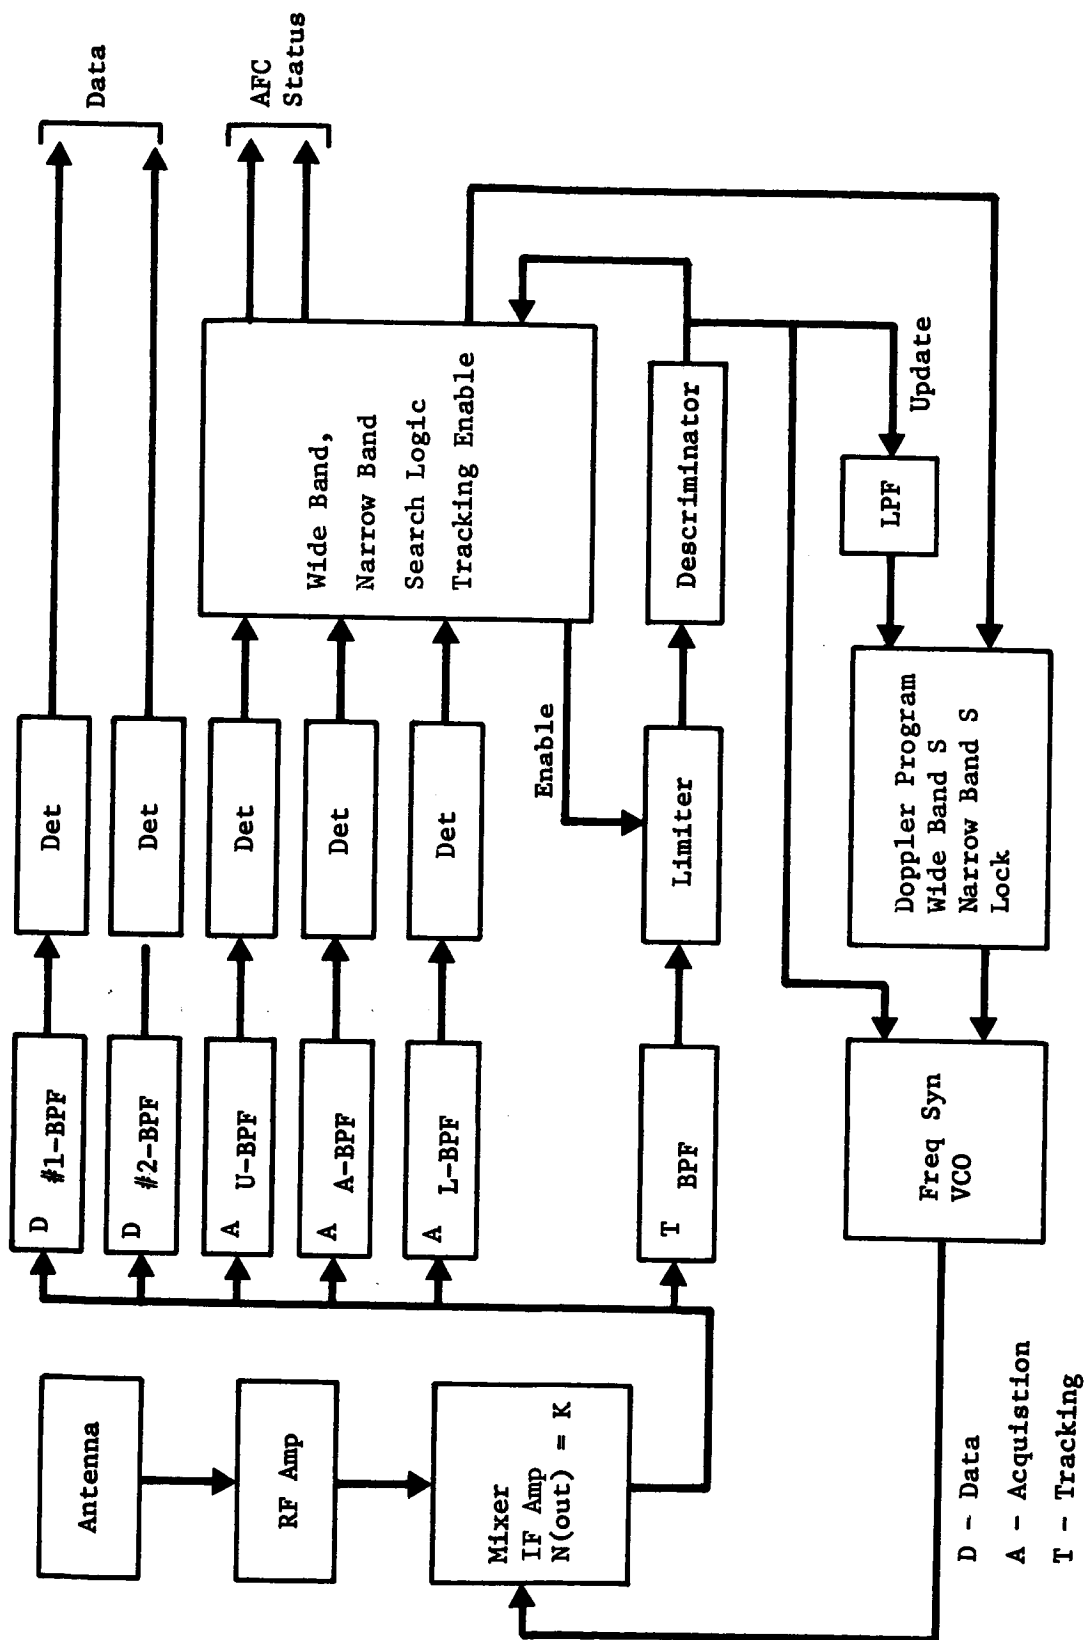 Antenna
RF Amp
Mixer
IF Amp
N(out) = K
D #1-BPF
D #2-BPF
A U-BPF
A A-BPF
A L-BPF
T BPF
Det
Det
Det
Det
Det
Enable
Limiter
Descriminator
Wide Band,
Narrow Band
Search Logic
Tracking Enable
Data
AFC
Status
Update
LPF
Doppler Program
Wide Band S
Narrow Band S
Lock
Freq Syn
VCO
D - Data
A - Acquistion
T - Tracking